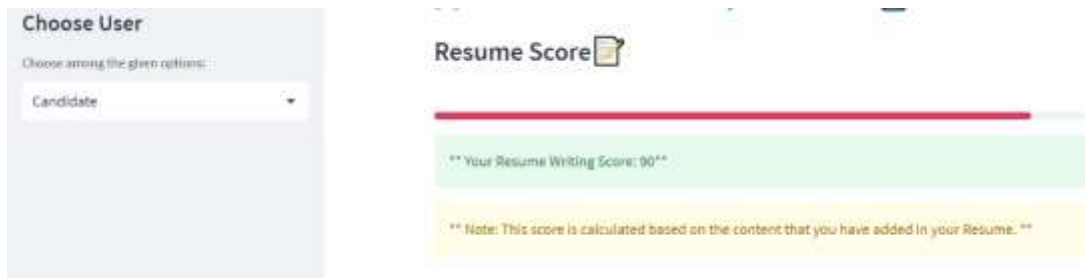 Choose User
Choose among the given options:
Candidate
Resume Score
** Your Resume Writing Score: 90**
** Note: This score is calculated based on the content that you have added in your Resume. **